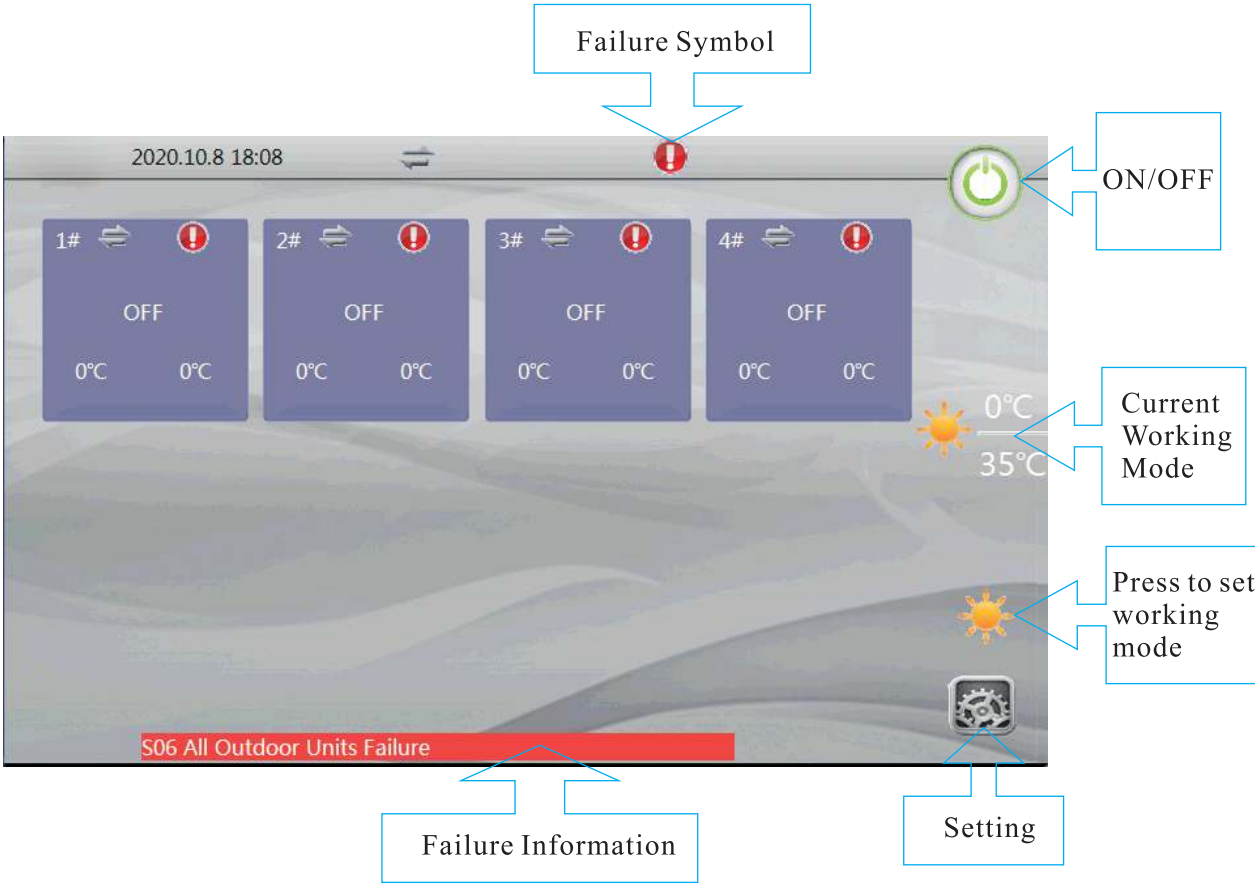 Failure Symbol
2020.10.8 18:08
ON/OFF
1#
2#
3#
4#
OFF
OFF
OFF
OFF
0℃ 0℃
0℃ 0℃
0℃ 0℃
0℃ 0℃
0℃
35℃
Current
Working
Mode
Press to set
working
mode
S06 All Outdoor Units Failure
Setting
Failure Information